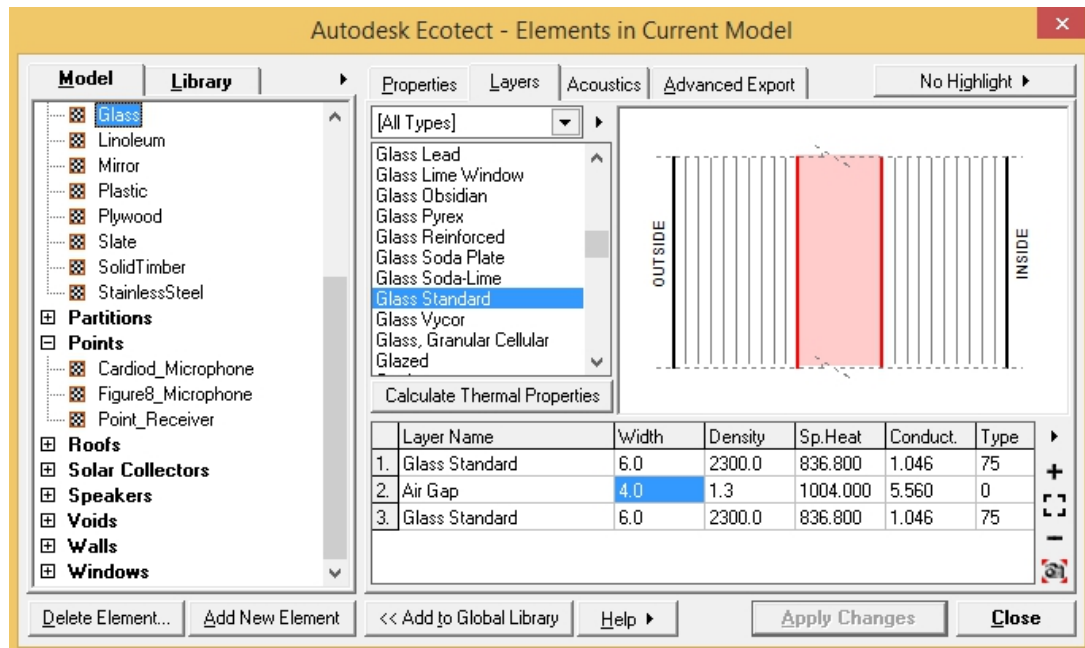 Autodesk Ecotect - Elements in Current Model
Model Library
Glass
Linoleum
Mirror
Plastic
Plywood
Slate
SolidTimber
StainlessSteel
Partitions
Points
Cardiod_Microphone
Figure8_Microphone
Point_Receiver
Roofs
Solar Collectors
Speakers
Voids
Walls
Windows
Delete Element... Add New Element
Properties Layers Acoustics Advanced Export No Highlight
[All Types]
Glass Lead
Glass Lime Window
Glass Obsidian
Glass Pyrex
Glass Reinforced
Glass Soda Plate
Glass Soda-Lime
Glass Standard
Glass Vycor
Glass, Granular Cellular
Glazed
Calculate Thermal Properties
OUTSIDE
INSIDE
Layer Name Width Density Sp.Heat Conduct. Type
1. Glass Standard 6.0 2300.0 836.800 1.046 75
2. Air Gap 4.0 1.3 1004.000 5.560 0
3. Glass Standard 6.0 2300.0 836.800 1.046 75
<< Add to Global Library Help Apply Changes Close